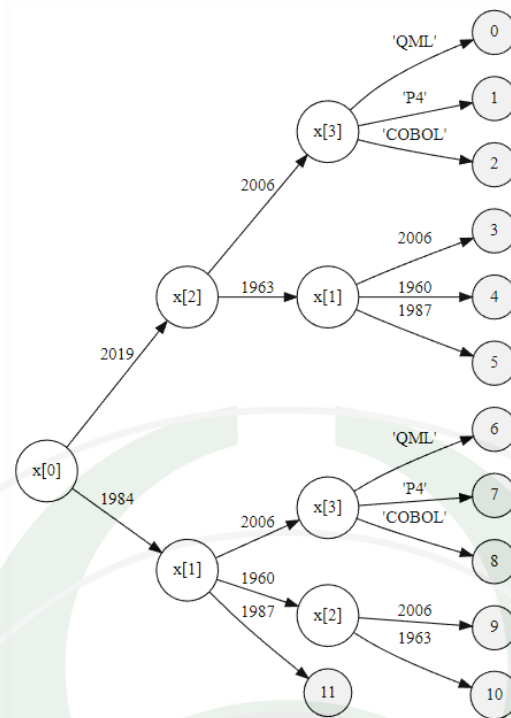 0
'QML'
'P4'
1
x[3]
'COBOL'
2
2006
2006
3
x[2]
1963
x[1]
1960
4
1987
2019
5
6
'QML'
x[0]
1984
'P4'
7
2006
x[3]
'COBOL'
8
x[1]
1960
2006
1987
x[2]
9
1963
11
10